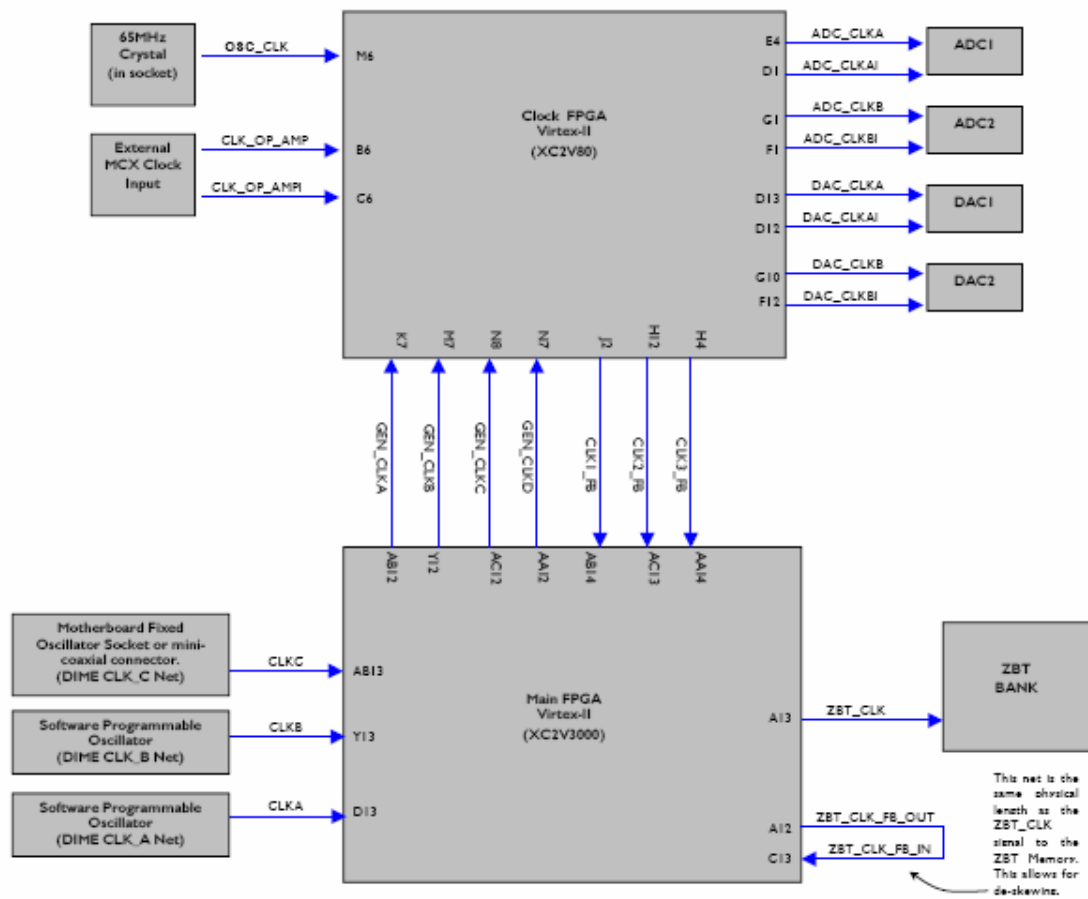 65MHz
Crystal
(in socket)
OSC_CLK
M6
External
MCX Clock
Input
CLK_OP_AMP
B6
CLK_OP_AMPI
C6
Clock FPGA
Virtex-II
(XC2V80)
E4
ADC_CLKA
D1
ADC_CLKAI
ADC1
G1
ADC_CLKB
F1
ADC_CLKBI
ADC2
D13
DAC_CLKA
D12
DAC_CLKAI
DAC1
G10
DAC_CLKB
F12
DAC_CLKBI
DAC2
K7
M7
N8
N7
J2
H12
H4
GEN_CLKA
GEN_CLKB
GEN_CLKC
GEN_CLKD
CLK1_FB
CLK2_FB
CLK3_FB
AB12
Y12
AC12
AA12
AB14
AC13
AA14
Motherboard Fixed
Oscillator Socket or mini-
coaxial connector.
(DIME CLK_C Net)
CLKC
AB13
Software Programmable
Oscillator
(DIME CLK_B Net)
CLKB
Y13
Software Programmable
Oscillator
(DIME CLK_A Net)
CLKA
D13
Main FPGA
Virtex-II
(XC2V3000)
A13
ZBT_CLK
ZBT
BANK
A12
ZBT_CLK_FB_OUT
G13
ZBT_CLK_FB_IN
This net is the
same physical
length as the
ZBT_CLK
signal to the
ZBT Memory.
This allows for
de-skewing.